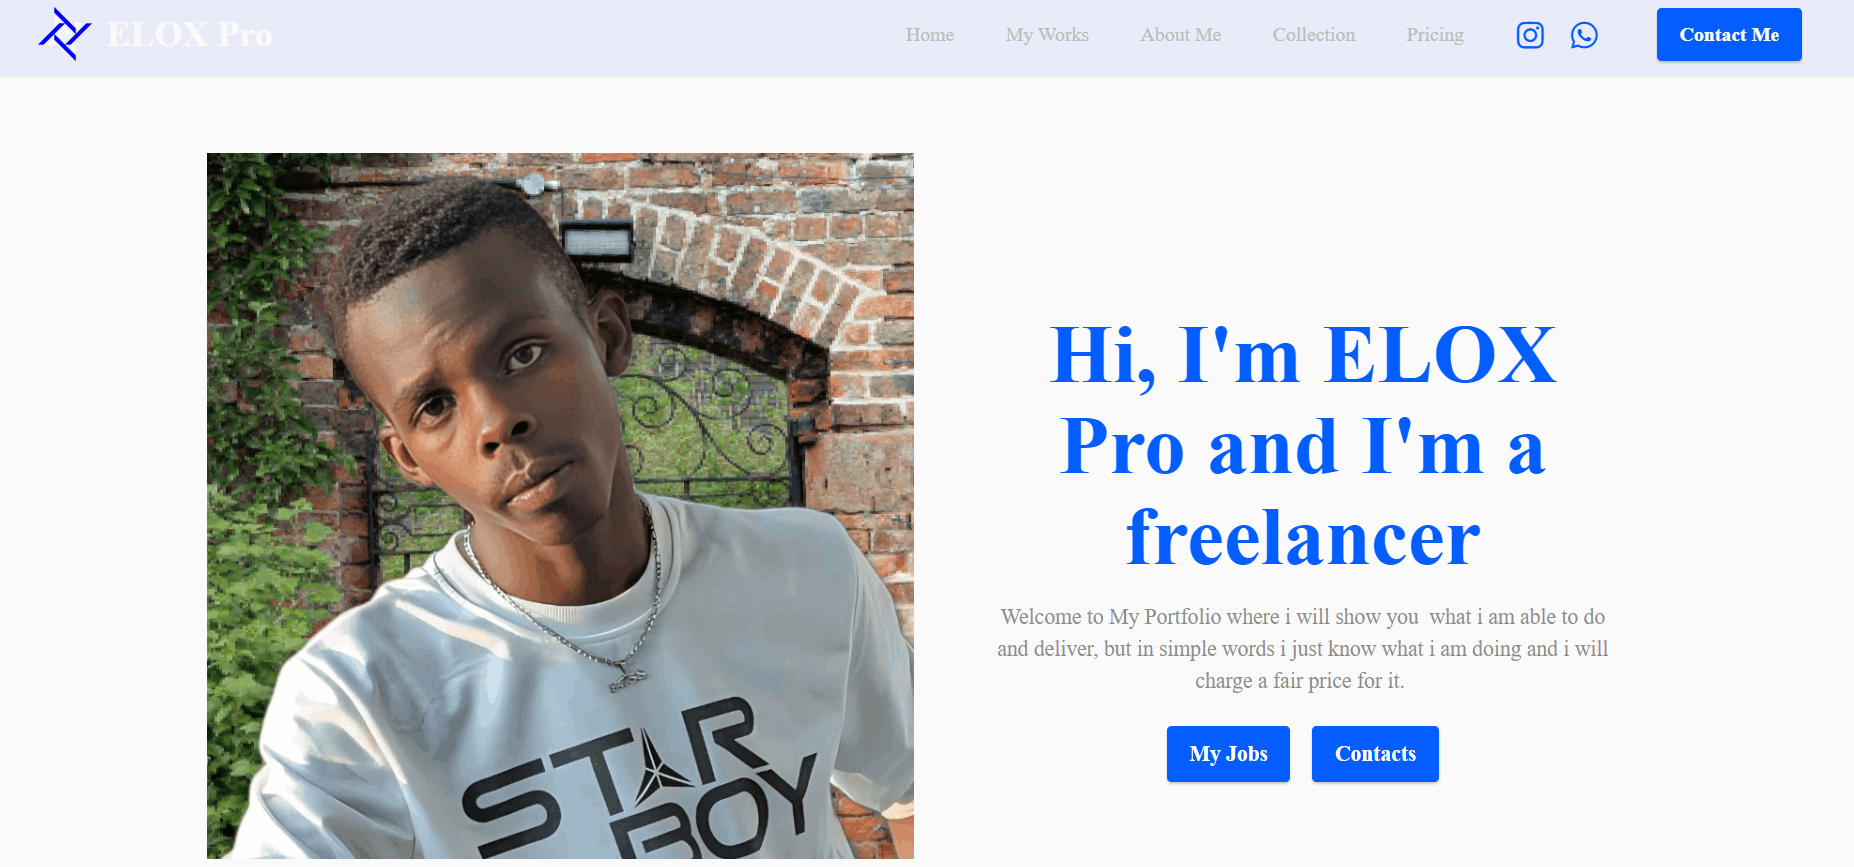 ELOX Pro
Home My Works About Me Collection Pricing Contact Me
Hi, I'm ELOX
Pro and I'm a
freelancer
Welcome to My Portfolio where i will show you  what i am able to do
and deliver, but in simple words i just know what i am doing and i will
charge a fair price for it.
My Jobs Contacts
STAR
BOY